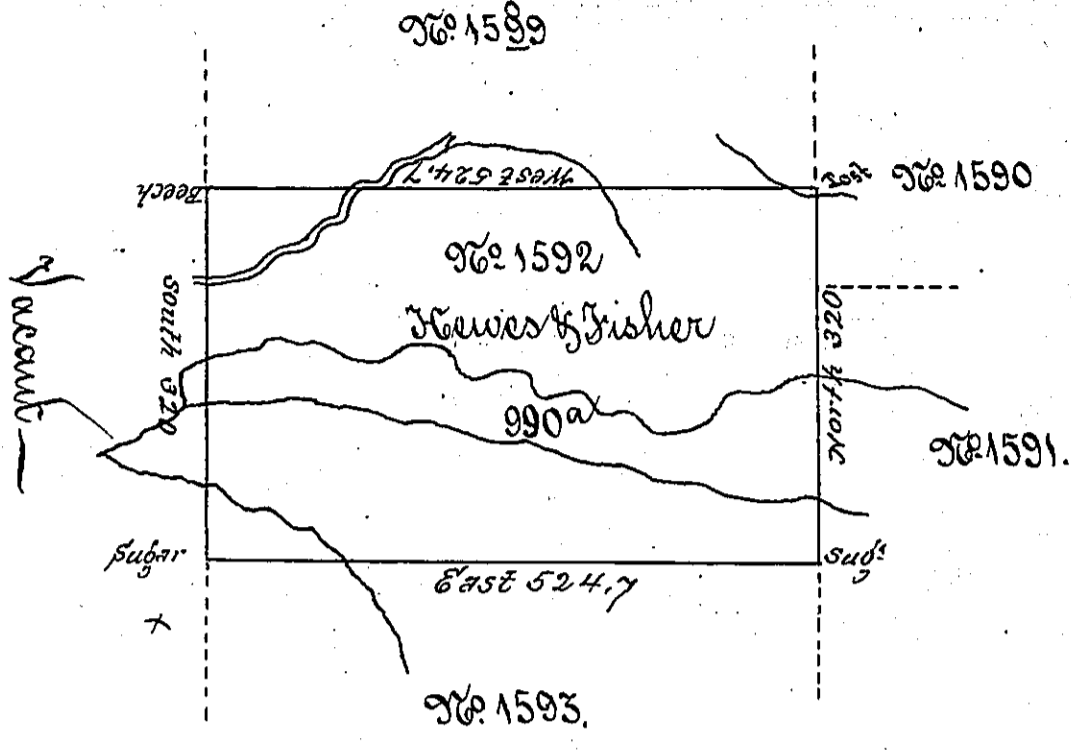 No. 1589
West 524.7
Beech
Post
No. 1590
No. 1592
Vacant
South 320
Hewes & Fisher
North 320
990a
No. 1591.
Sugar
Sugr
East 524.7
x
No. 1593.